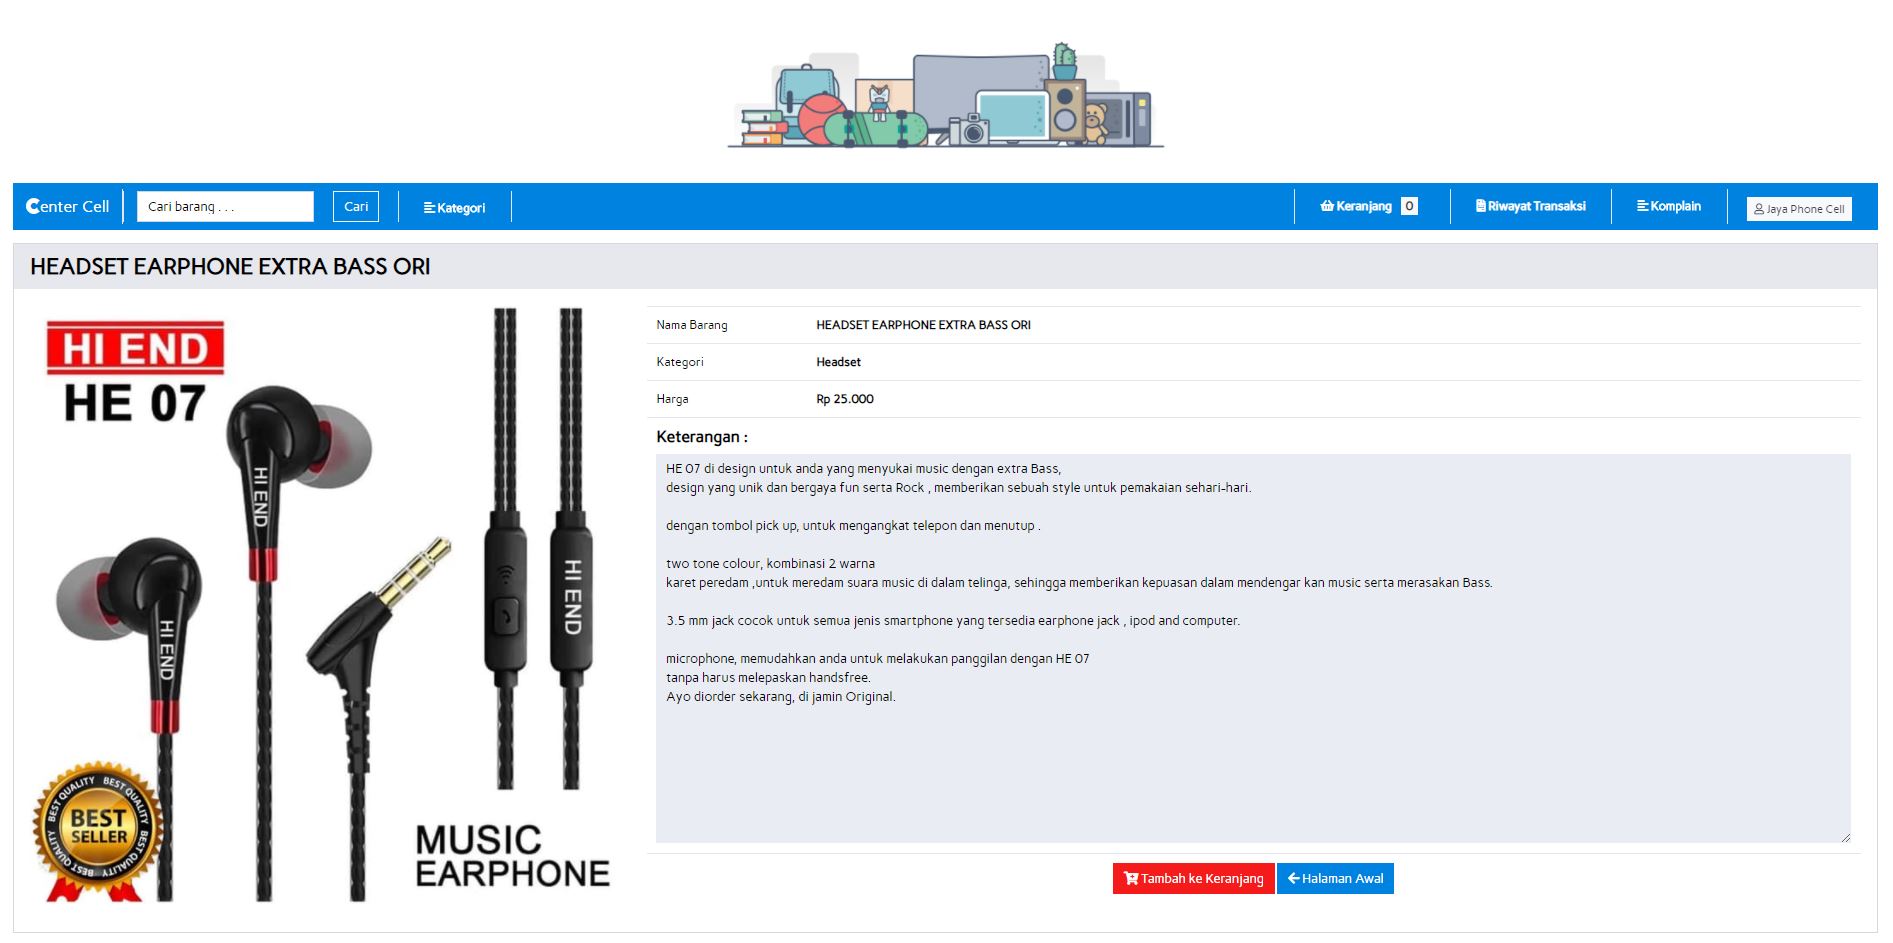 Center Cell
Cari barang . . .
Cari
Kategori
Keranjang 0
Riwayat Transaksi
Komplain
Jaya Phone Cell
HEADSET EARPHONE EXTRA BASS ORI
HI END
HE 07
HI END
HI END
HI END
BEST QUALITY BEST QUALITY BEST QUALITY BEST QUALITY
BEST
SELLER
MUSIC
EARPHONE
Nama Barang HEADSET EARPHONE EXTRA BASS ORI
Kategori Headset
Harga Rp 25.000
Keterangan :
HE 07 di design untuk anda yang menyukai music dengan extra Bass,
design yang unik dan bergaya fun serta Rock , memberikan sebuah style untuk pemakaian sehari-hari.
dengan tombol pick up, untuk mengangkat telepon dan menutup .
two tone colour, kombinasi 2 warna
karet peredam ,untuk meredam suara music di dalam telinga, sehingga memberikan kepuasan dalam mendengar kan music serta merasakan Bass.
3.5 mm jack cocok untuk semua jenis smartphone yang tersedia earphone jack , ipod and computer.
microphone, memudahkan anda untuk melakukan panggilan dengan HE 07
tanpa harus melepaskan handsfree.
Ayo diorder sekarang, di jamin Original.
Tambah ke Keranjang
Halaman Awal